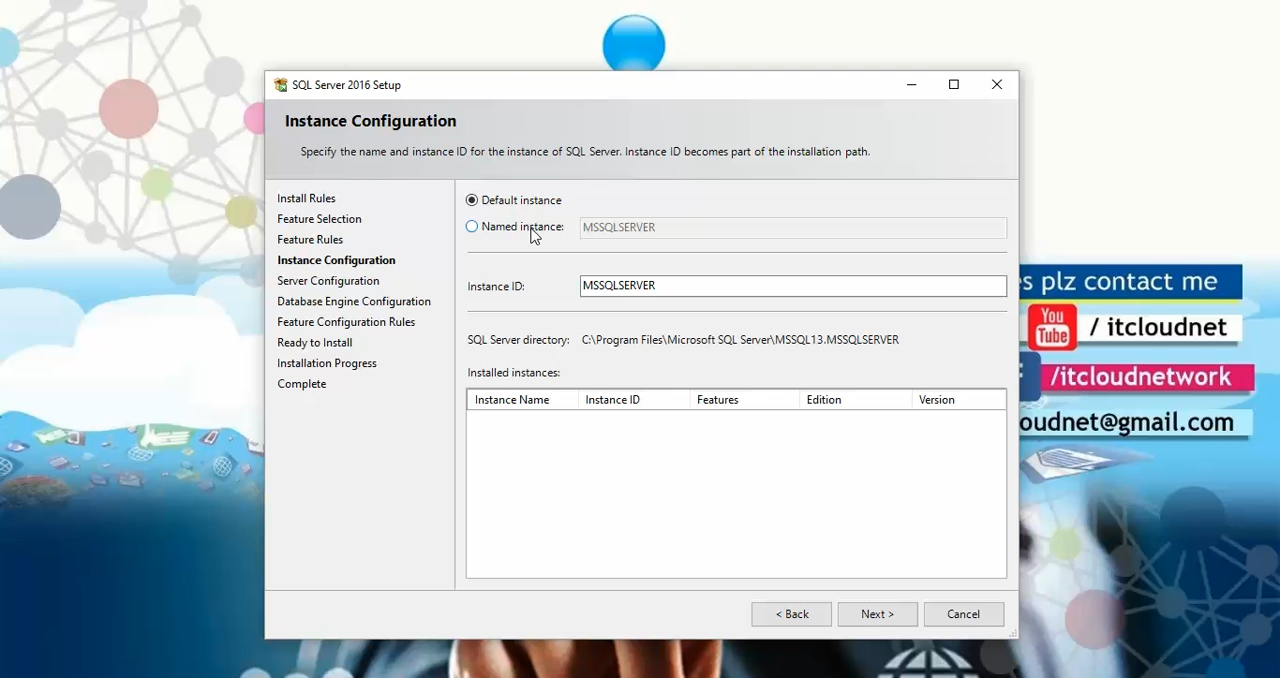 SQL Server 2016 Setup
Instance Configuration
Specify the name and instance ID for the instance of SQL Server. Instance ID becomes part of the installation path.
Install Rules
Feature Selection
Feature Rules
Instance Configuration
Server Configuration
Database Engine Configuration
Feature Configuration Rules
Ready to Install
Installation Progress
Complete
Default instance
Named instance: MSSQLSERVER
Instance ID: MSSQLSERVER
SQL Server directory: C:\Program Files\Microsoft SQL Server\MSSQL13.MSSQLSERVER
Installed instances:
Instance Name Instance ID Features Edition Version
< Back Next > Cancel
s plz contact me
You Tube / itcloudnet
/itcloudnetwork
oudnet@gmail.com